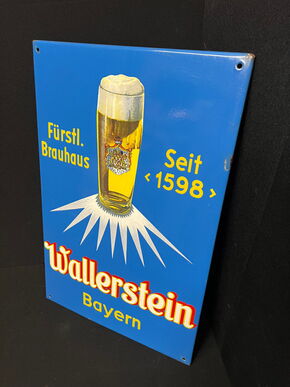 Fürstl.
Brauhaus
Seit
<1598>
Wallerstein
Bayern